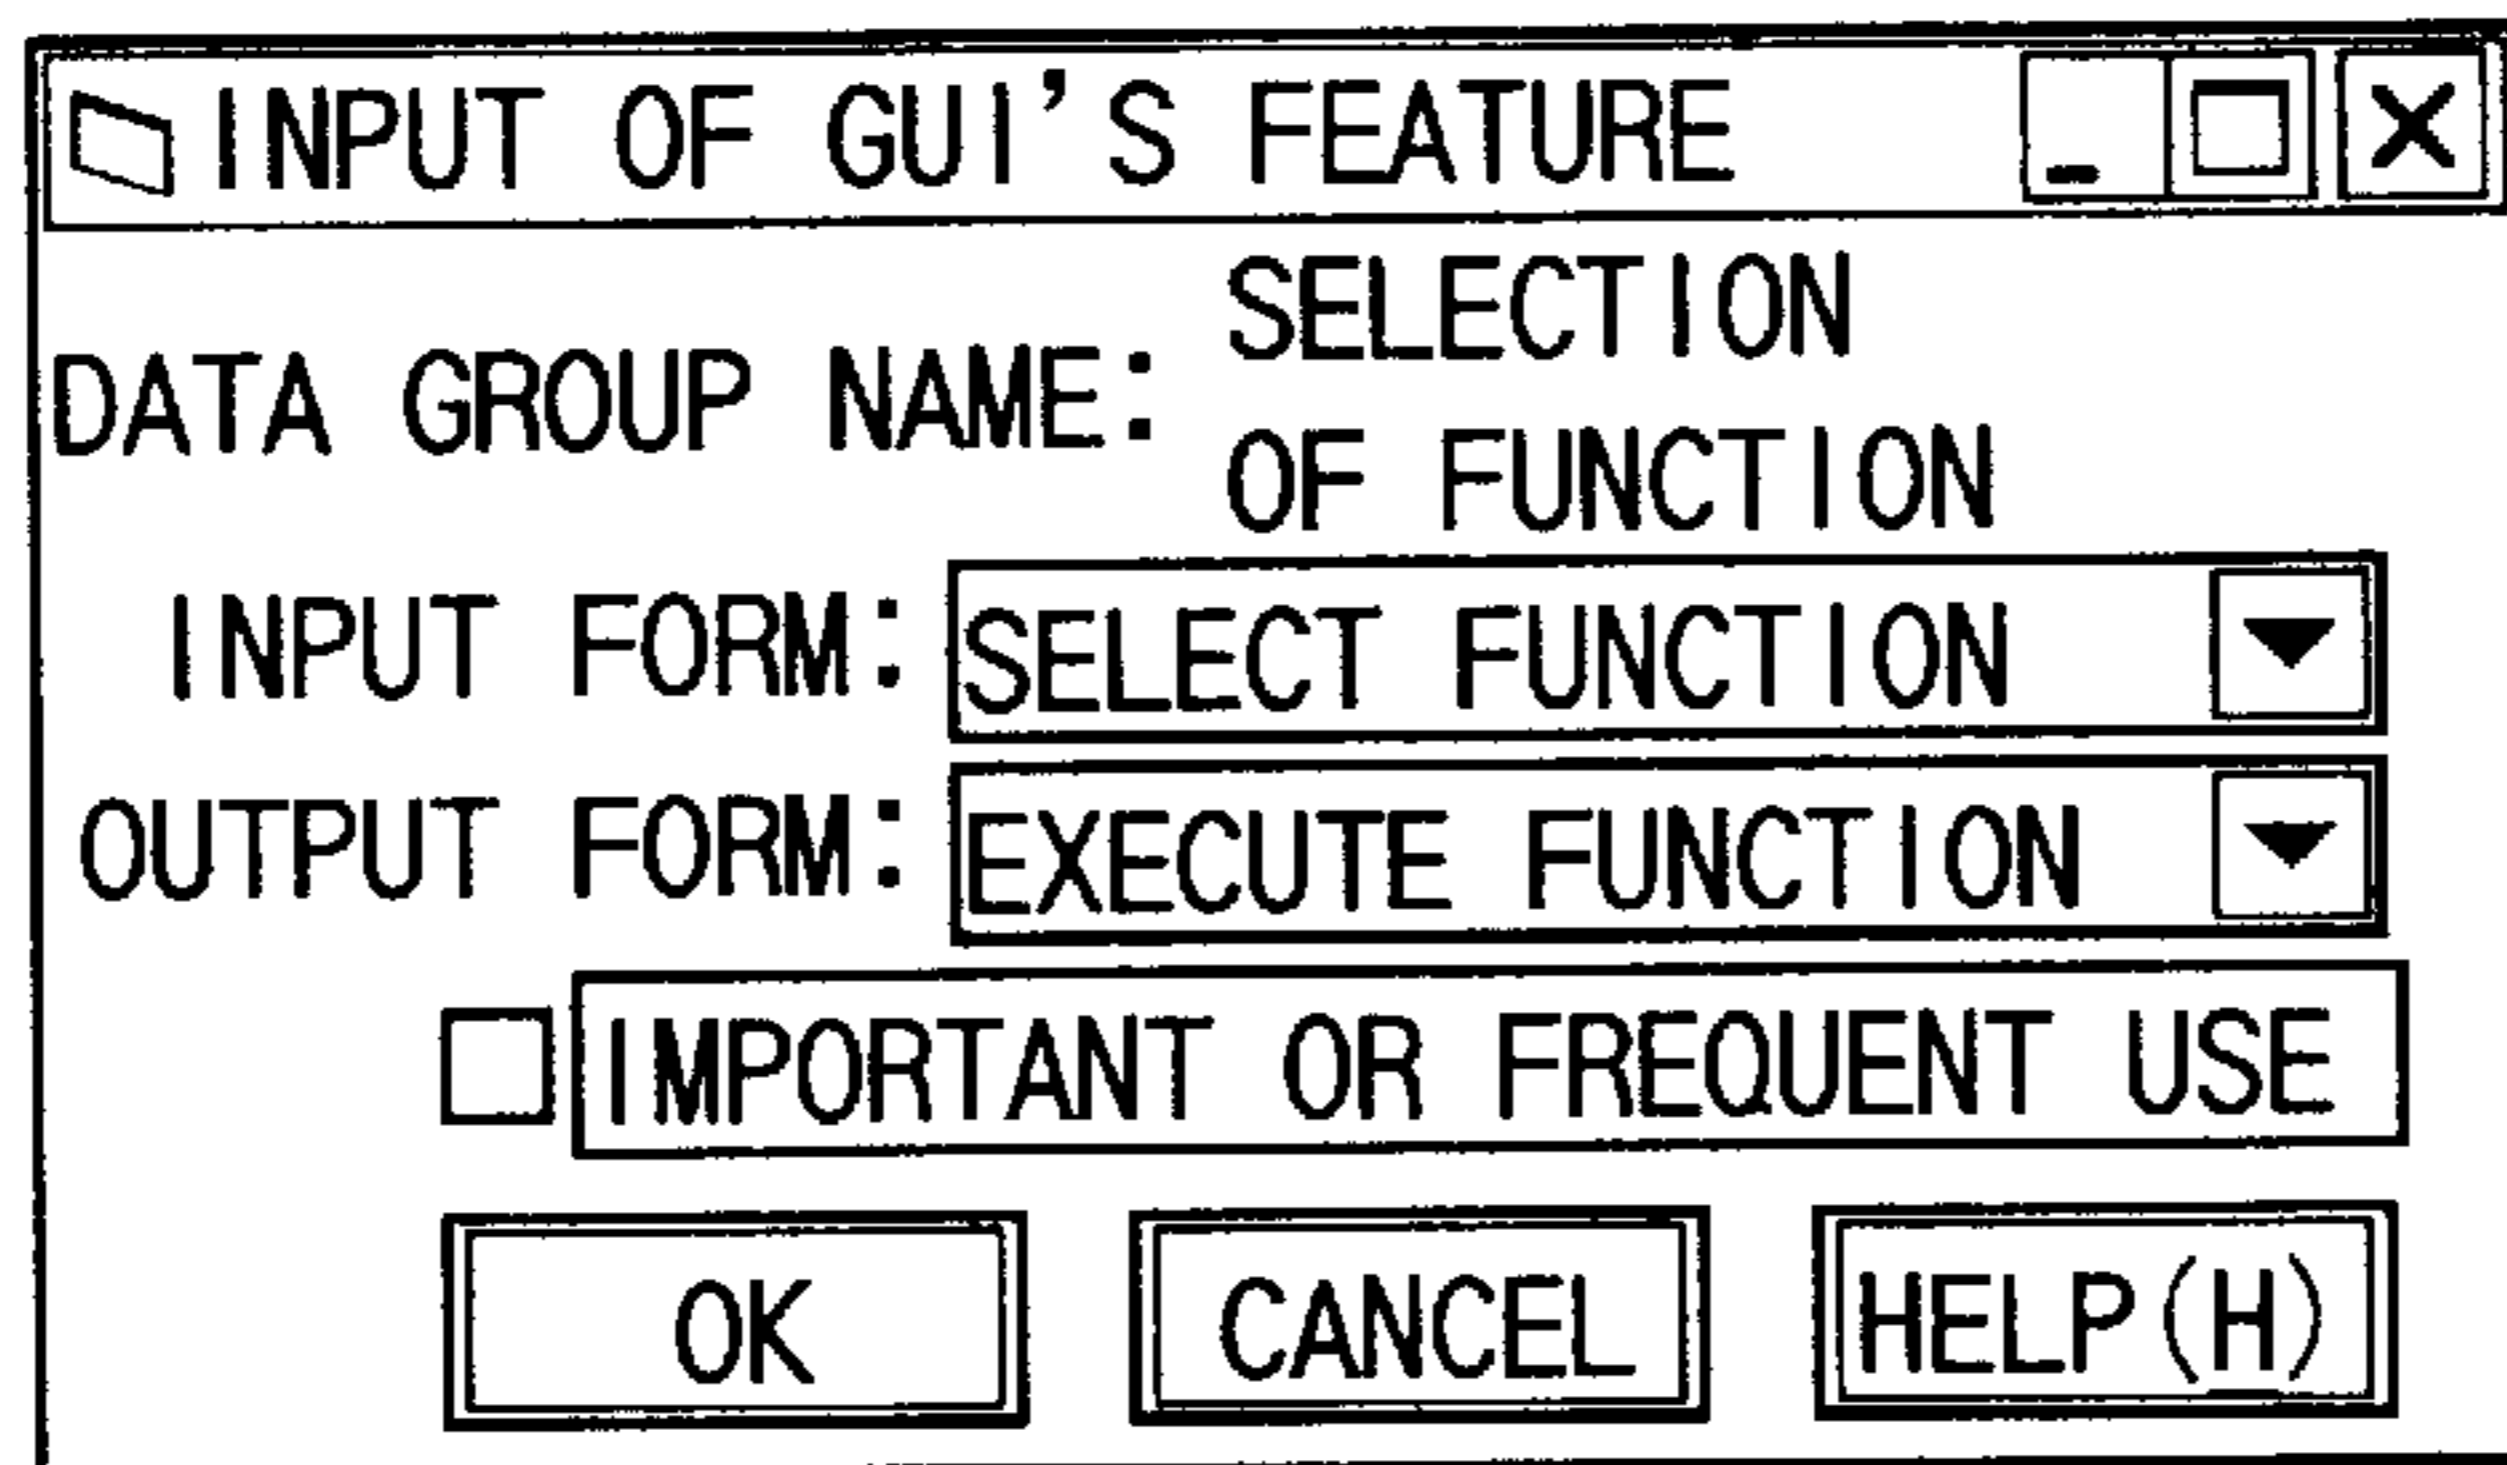 INPUT OF GUI'S FEATURE
DATA GROUP NAME: SELECTION
OF FUNCTION
INPUT FORM: SELECT FUNCTION
OUTPUT FORM: EXECUTE FUNCTION
IMPORTANT OR FREQUENT USE
OK CANCEL HELP(H)